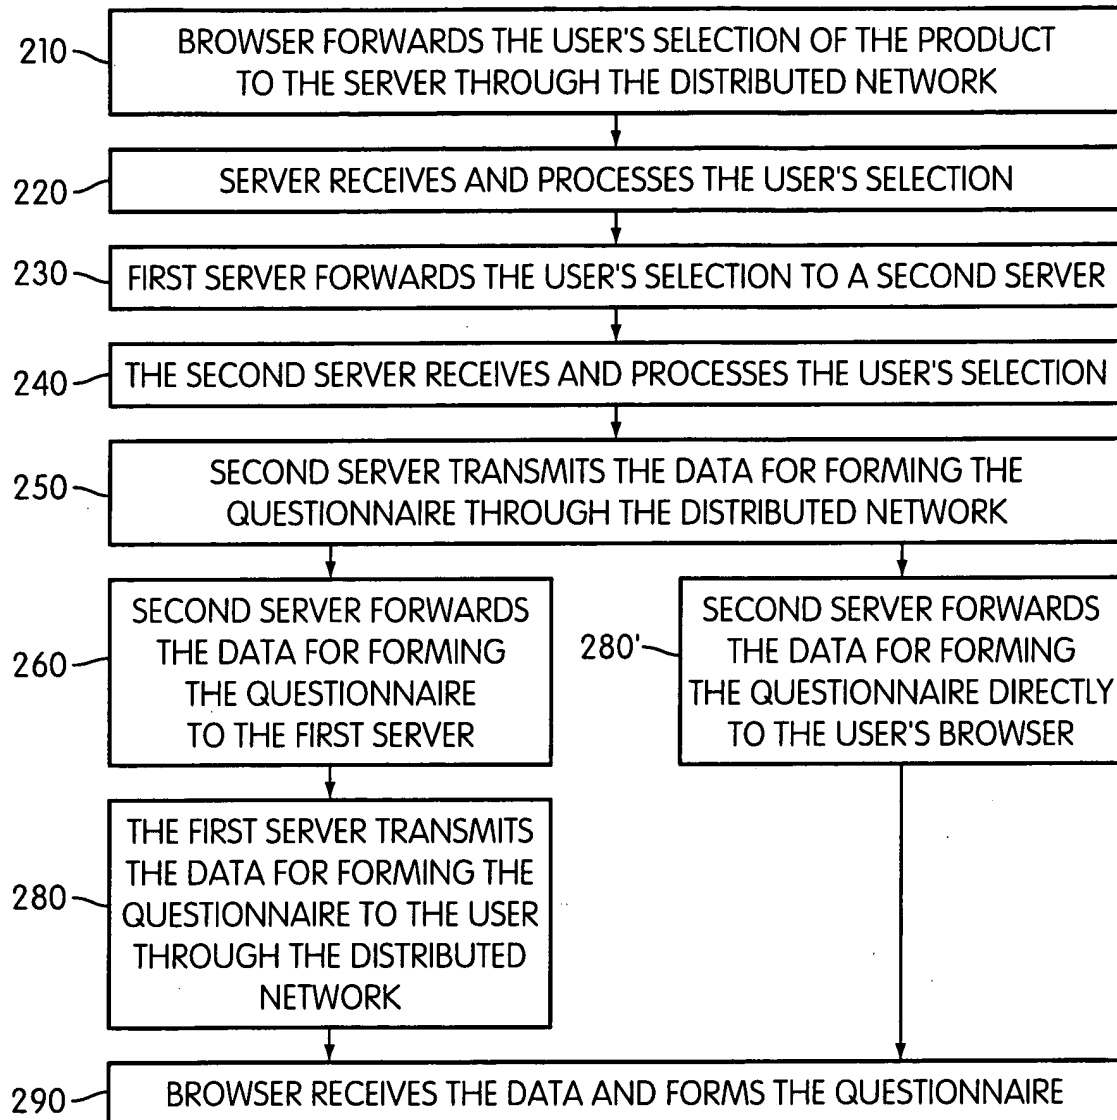 210
BROWSER FORWARDS THE USER'S SELECTION OF THE PRODUCT
TO THE SERVER THROUGH THE DISTRIBUTED NETWORK
220
SERVER RECEIVES AND PROCESSES THE USER'S SELECTION
230
FIRST SERVER FORWARDS THE USER'S SELECTION TO A SECOND SERVER
240
THE SECOND SERVER RECEIVES AND PROCESSES THE USER'S SELECTION
250
SECOND SERVER TRANSMITS THE DATA FOR FORMING THE
QUESTIONNAIRE THROUGH THE DISTRIBUTED NETWORK
260
SECOND SERVER FORWARDS
THE DATA FOR FORMING
THE QUESTIONNAIRE
TO THE FIRST SERVER
280'
SECOND SERVER FORWARDS
THE DATA FOR FORMING
THE QUESTIONNAIRE DIRECTLY
TO THE USER'S BROWSER
280
THE FIRST SERVER TRANSMITS
THE DATA FOR FORMING THE
QUESTIONNAIRE TO THE USER
THROUGH THE DISTRIBUTED
NETWORK
290
BROWSER RECEIVES THE DATA AND FORMS THE QUESTIONNAIRE